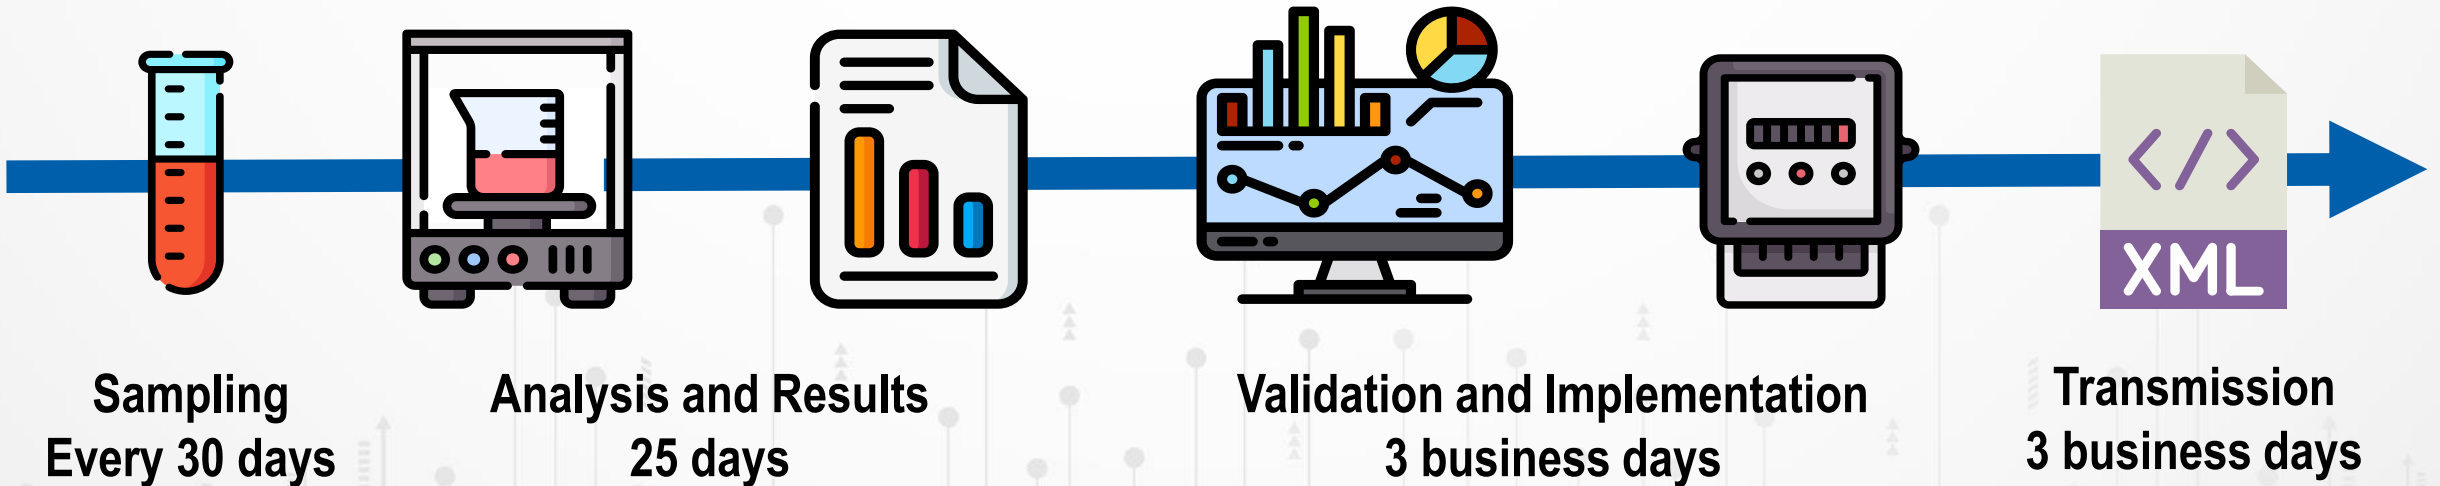 XML
Sampling
Every 30 days
Analysis and Results
25 days
Validation and Implementation
3 business days
Transmission
3 business days